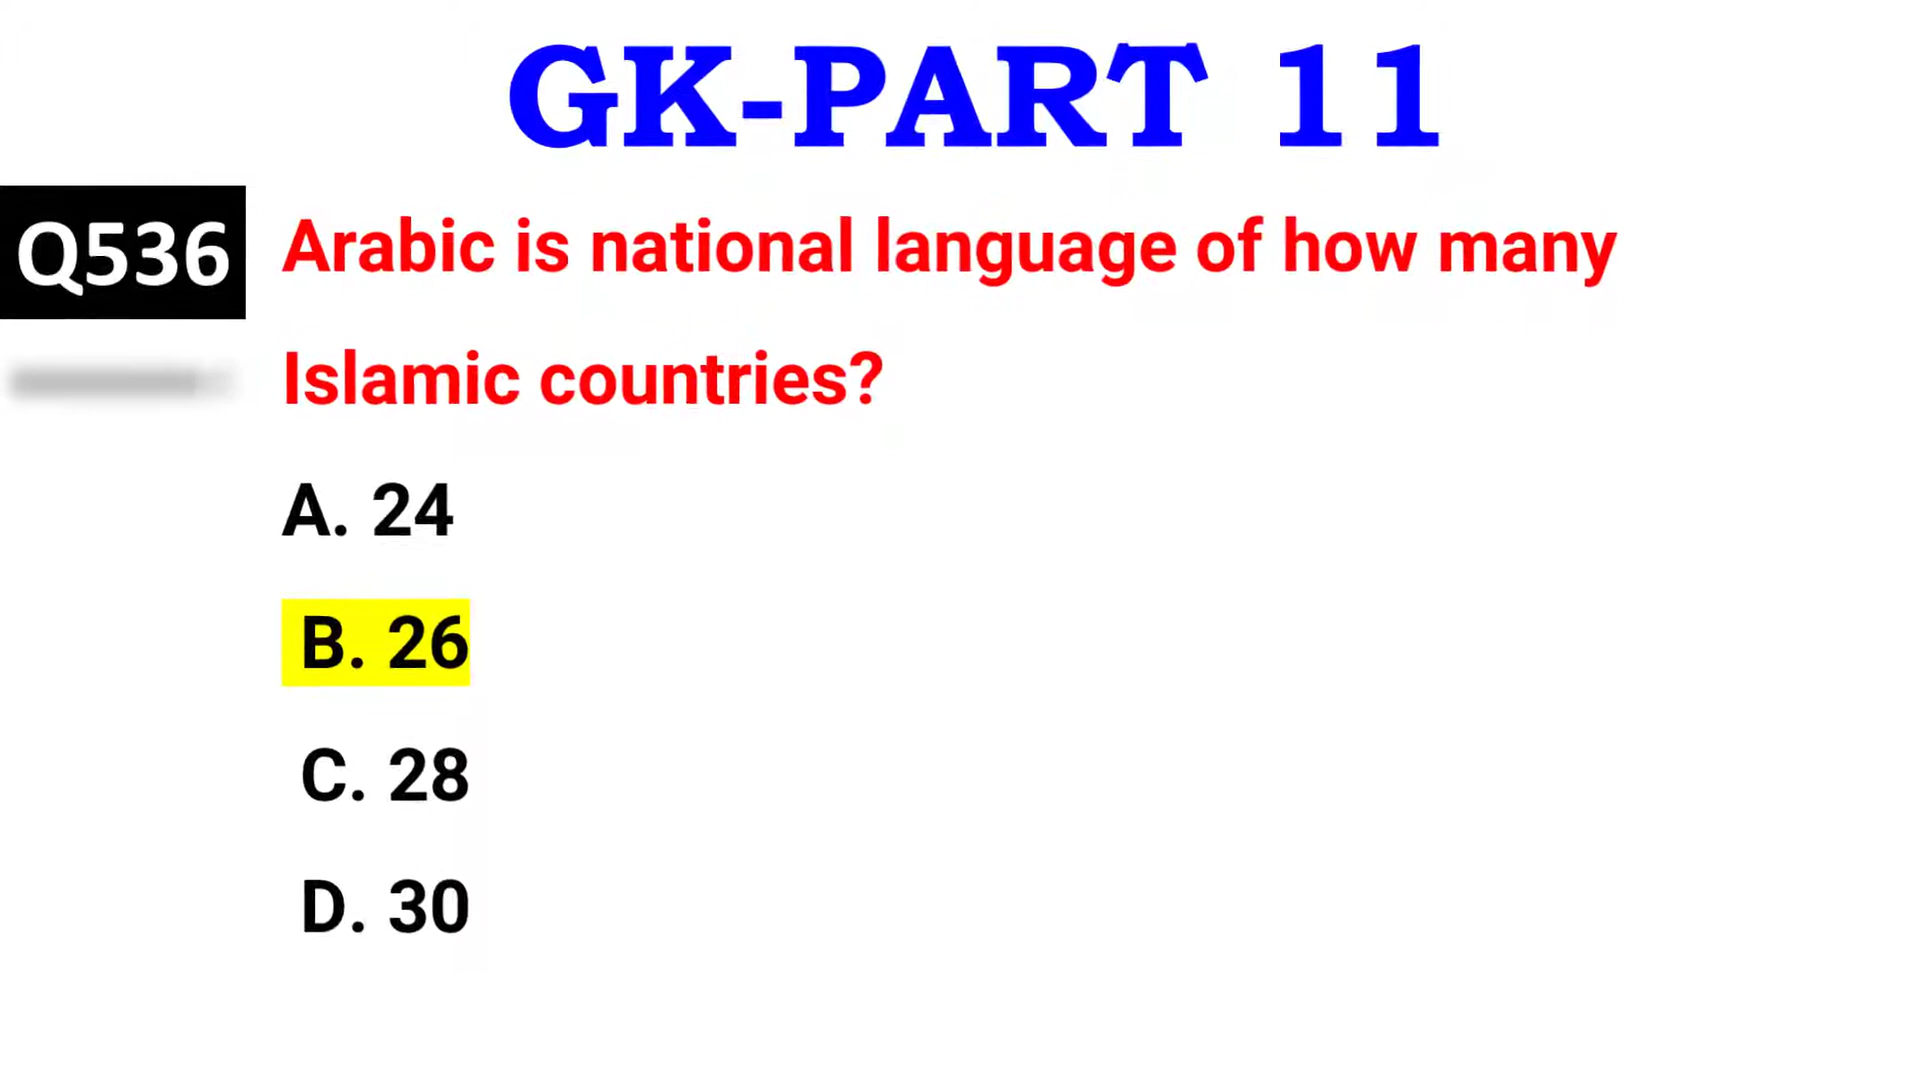 GK-PART 11
Q536 Arabic is national language of how many
Islamic countries?
A. 24
B. 26
C. 28
D. 30